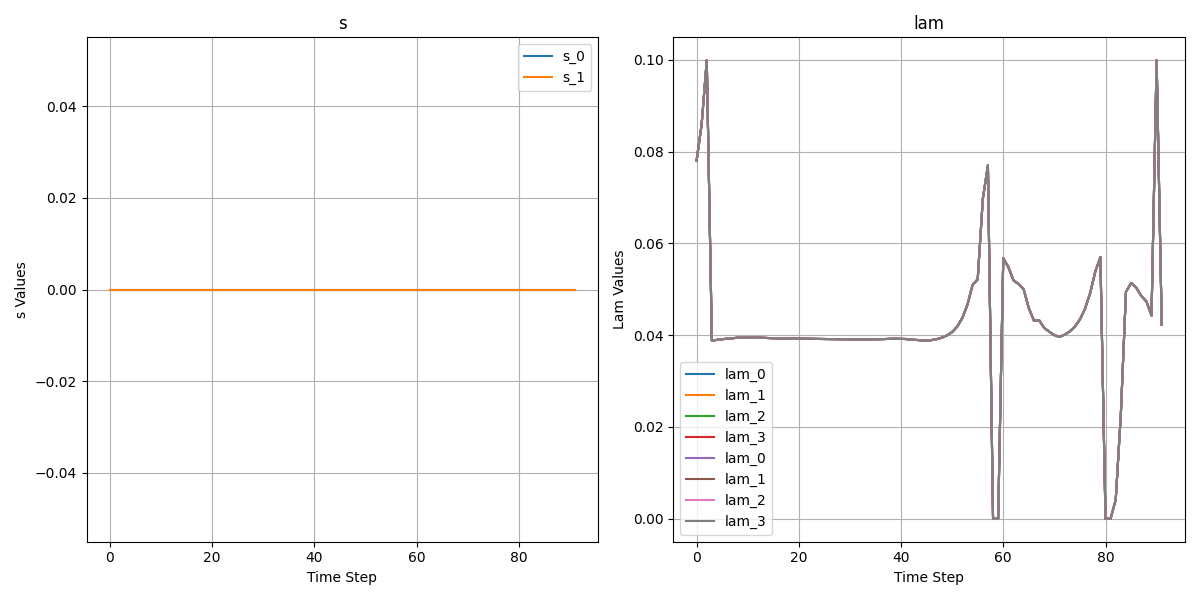 s
s_0
s_1
0.04
0.02
0.00
−0.02
−0.04
s Values
0 20 40 60 80
Time Step
lam
0.10
0.08
0.06
0.04
0.02
0.00
Lam Values
lam_0
lam_1
lam_2
lam_3
lam_0
lam_1
lam_2
lam_3
0 20 40 60 80
Time Step